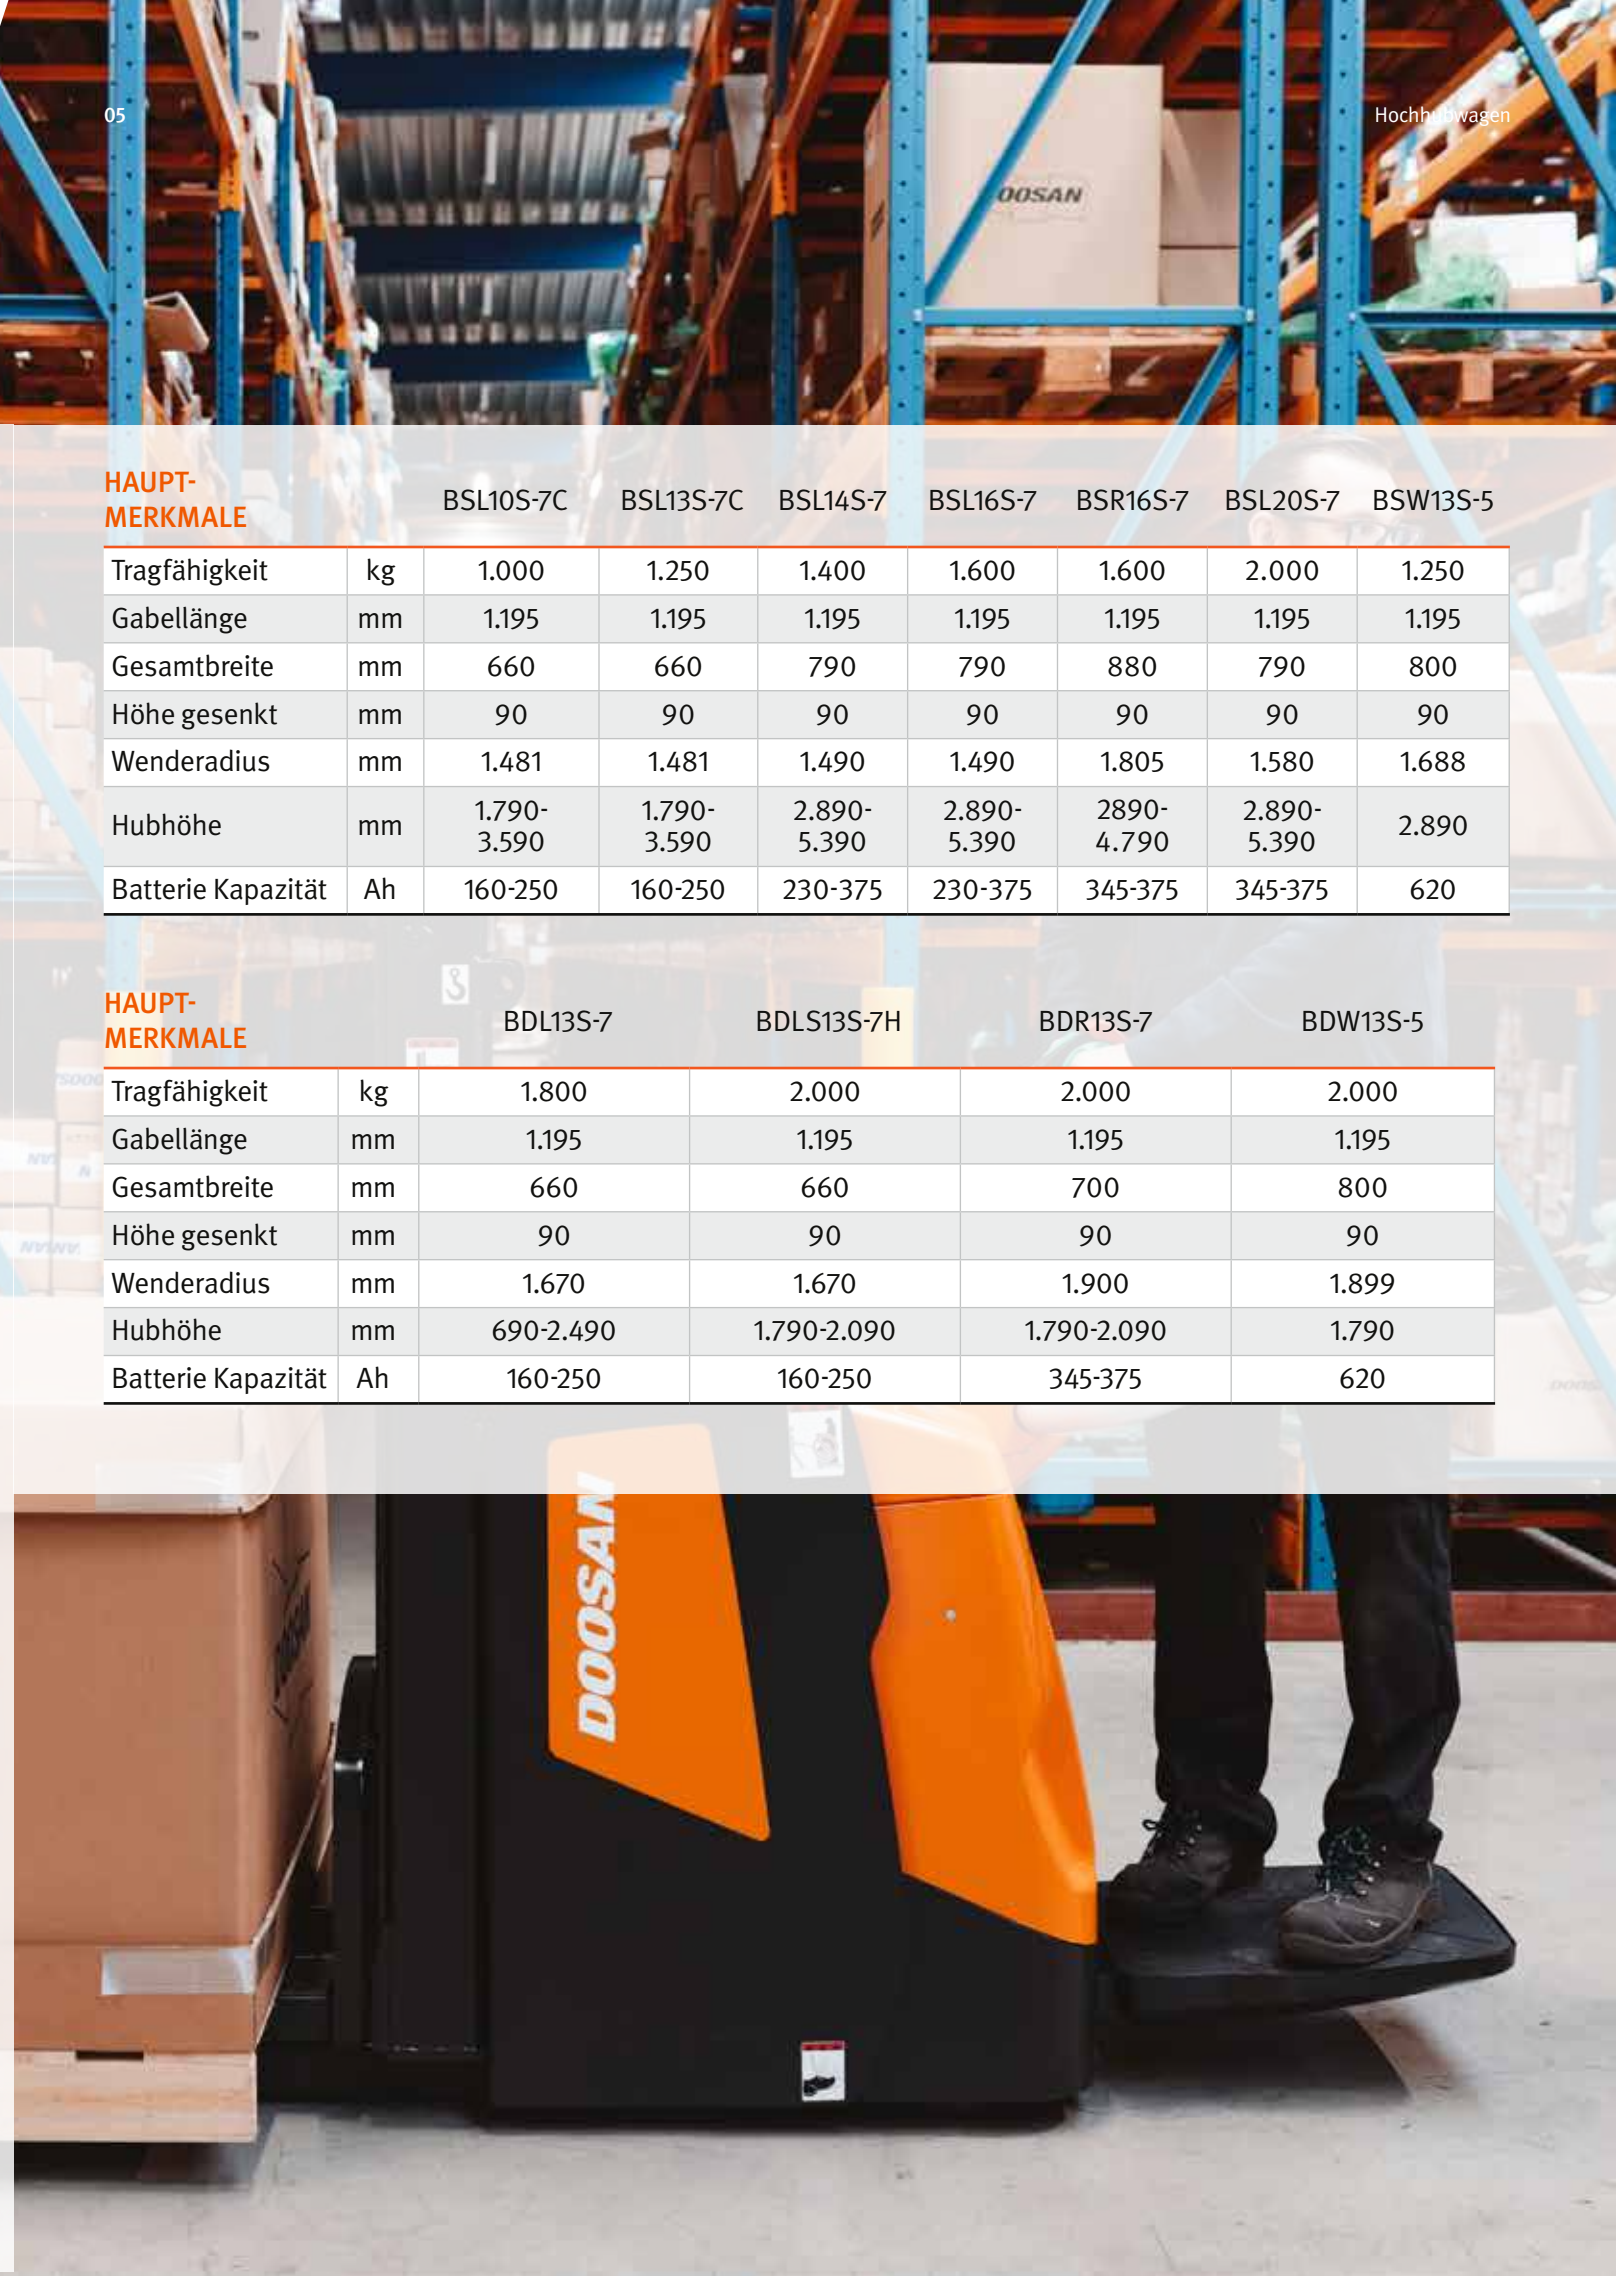 05
Hochhubwagen
DOOSAN
HAUPT-
MERKMALE
BSL10S-7C BSL13S-7C BSL14S-7 BSL16S-7 BSR16S-7 BSL20S-7 BSW13S-5
Tragfähigkeit kg 1.000 1.250 1.400 1.600 1.600 2.000 1.250
Gabellänge mm 1.195 1.195 1.195 1.195 1.195 1.195 1.195
Gesamtbreite mm 660 660 790 790 880 790 800
Höhe gesenkt mm 90 90 90 90 90 90 90
Wenderadius mm 1.481 1.481 1.490 1.490 1.805 1.580 1.688
Hubhöhe mm 1.790-3.590 1.790-3.590 2.890-5.390 2.890-5.390 2890-4.790 2.890-5.390 2.890
Batterie Kapazität Ah 160-250 160-250 230-375 230-375 345-375 345-375 620
HAUPT-
MERKMALE
BDL13S-7 BDLS13S-7H BDR13S-7 BDW13S-5
Tragfähigkeit kg 1.800 2.000 2.000 2.000
Gabellänge mm 1.195 1.195 1.195 1.195
Gesamtbreite mm 660 660 700 800
Höhe gesenkt mm 90 90 90 90
Wenderadius mm 1.670 1.670 1.900 1.899
Hubhöhe mm 690-2.490 1.790-2.090 1.790-2.090 1.790
Batterie Kapazität Ah 160-250 160-250 345-375 620
DOOSAN
DOOSAN